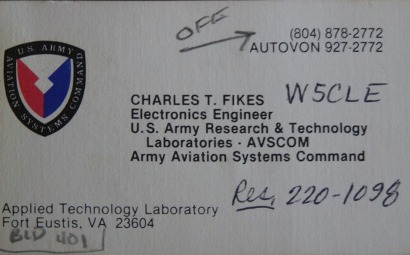 OFF
(804) 878-2772
AUTOVON 927-2772
U.S. ARMY
AVIATION SYSTEMS COMMAND
CHARLES T. FIKES W5CLE
Electronics Engineer
U.S. Army Research & Technology
Laboratories - AVSCOM
Army Aviation Systems Command
Res. 220-1098
Applied Technology Laboratory
Fort Eustis, VA 23604
BLD 401